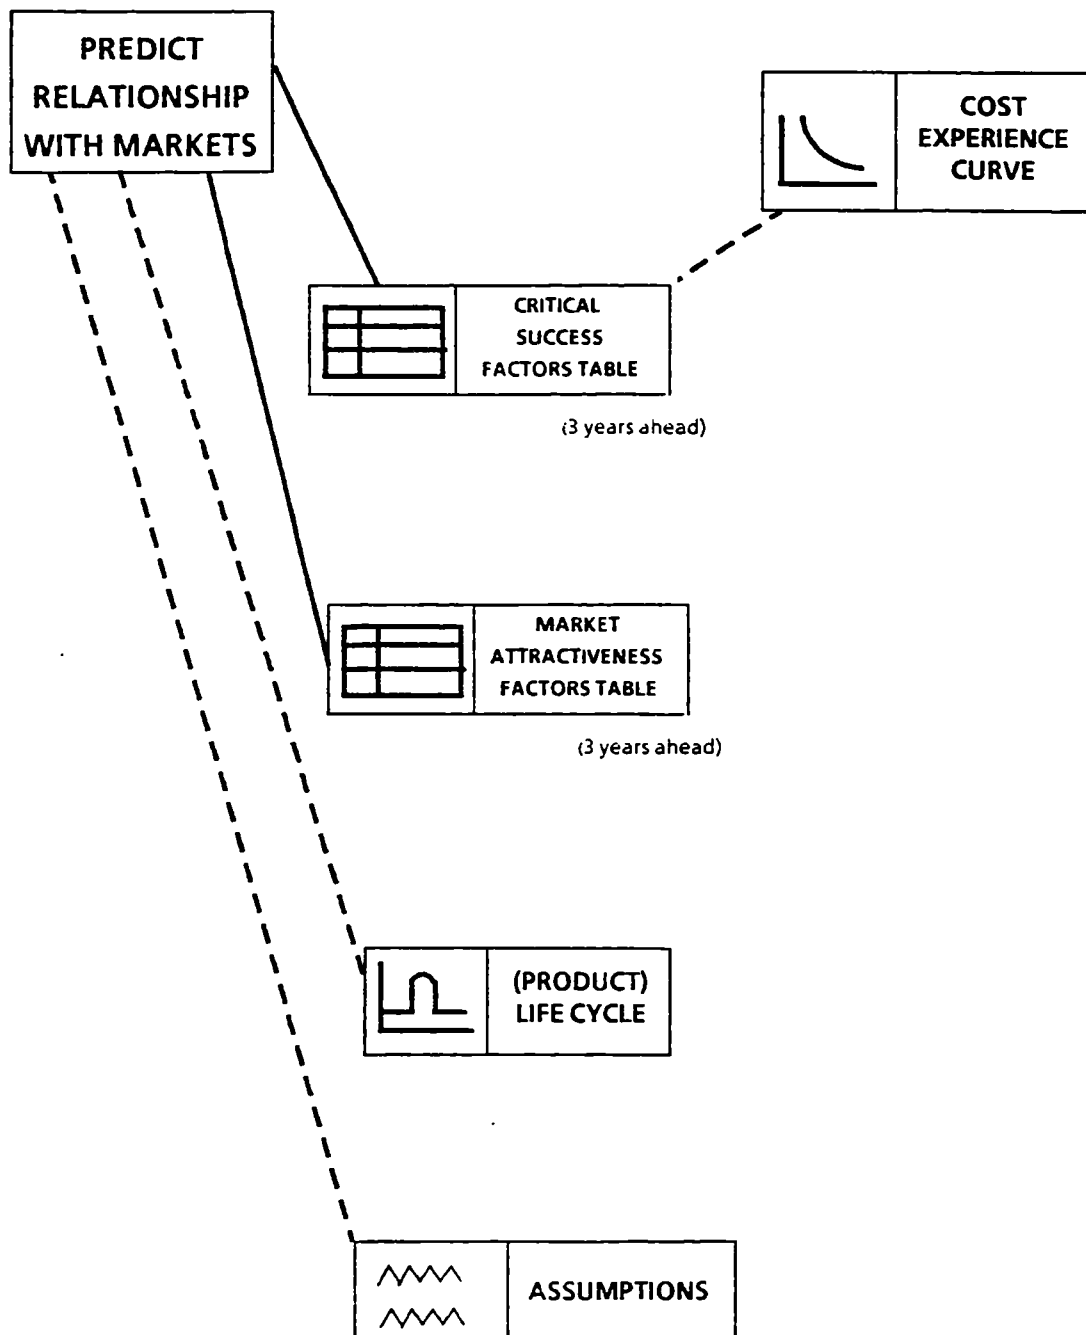 PREDICT
RELATIONSHIP
WITH MARKETS
COST
EXPERIENCE
CURVE
CRITICAL
SUCCESS
FACTORS TABLE
(3 years ahead)
MARKET
ATTRACTIVENESS
FACTORS TABLE
(3 years ahead)
(PRODUCT)
LIFE CYCLE
ASSUMPTIONS